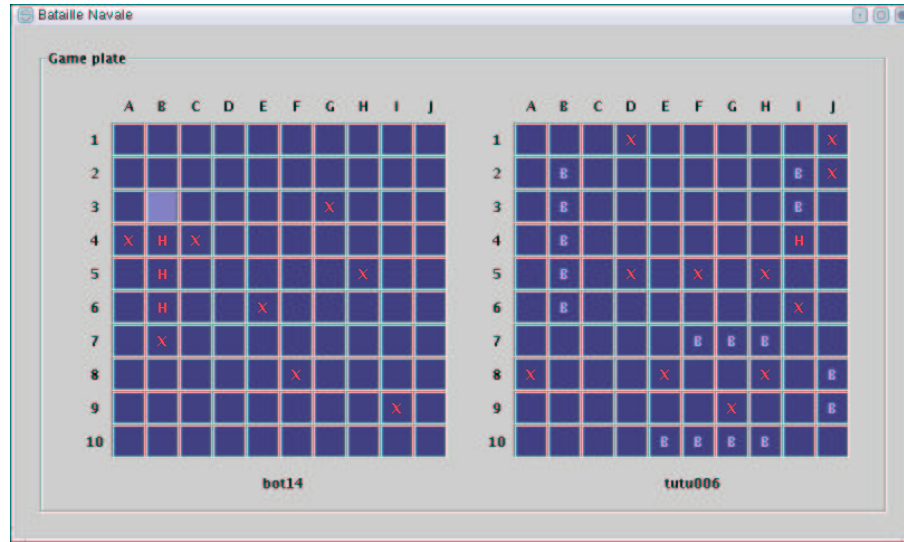 Bataille Navale
Game plate
A B C D E F G H I J A B C D E F G H I J
1 1 X X
2 2 B B X
3 X 3 B B
4 X H X 4 B H
5 H X 5 B X X X
6 H X 6 B X
7 X 7 B B B
8 X 8 X X X B
9 X 9 X B
10 10 B B B B
bot14 tutu006